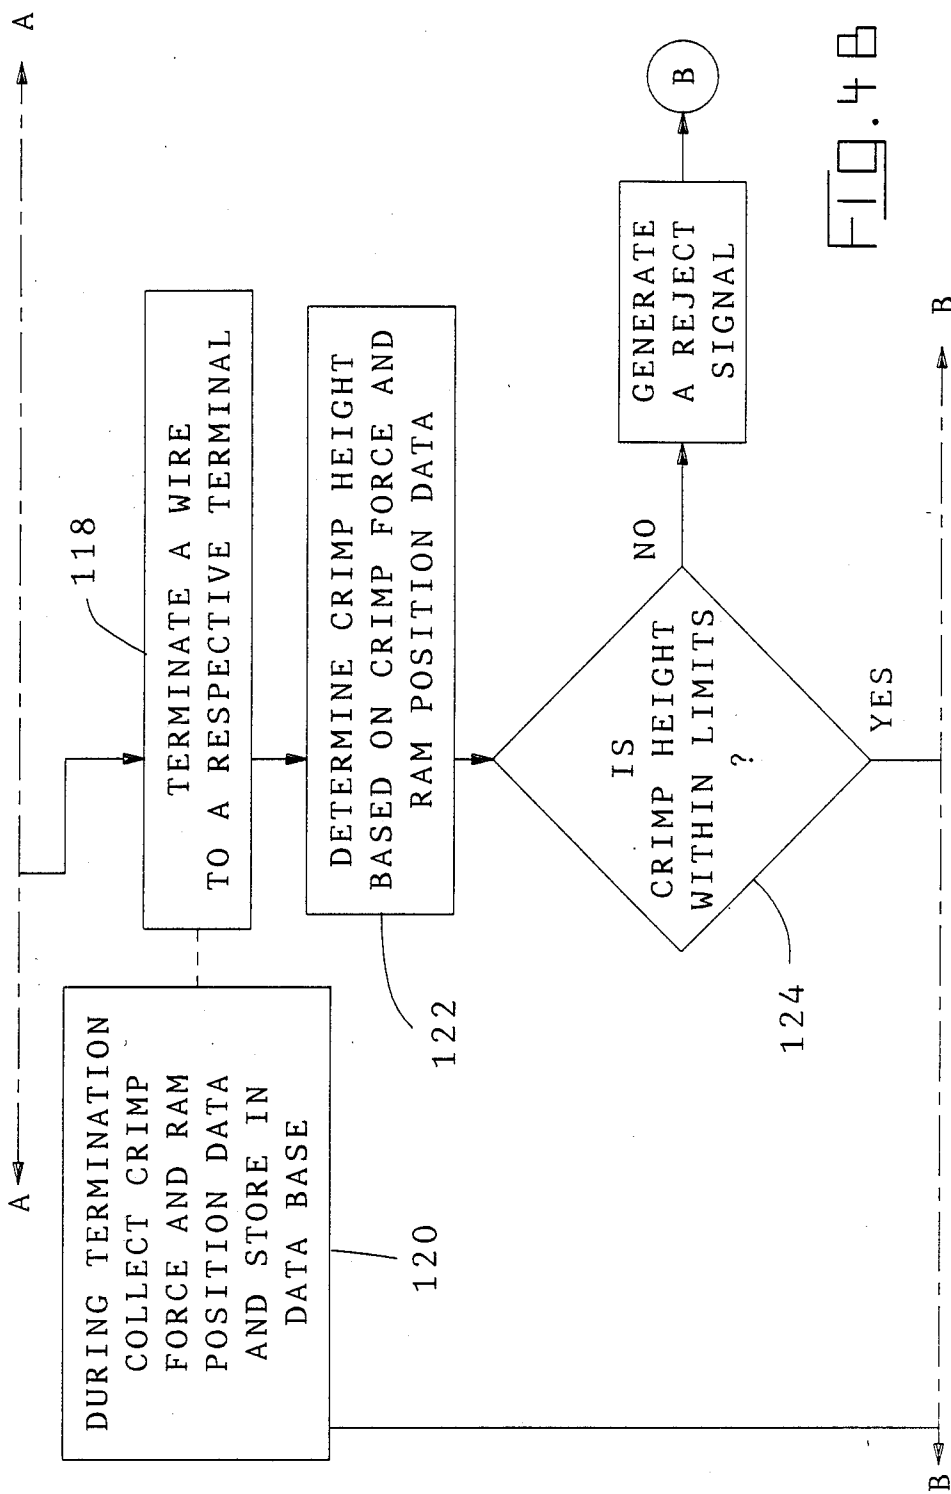 A
A
118
DURING TERMINATION
COLLECT CRIMP
FORCE AND RAM
POSITION DATA
AND STORE IN
DATA BASE
120
TERMINATE A WIRE
TO A RESPECTIVE TERMINAL
DETERMINE CRIMP HEIGHT
BASED ON CRIMP FORCE AND
RAM POSITION DATA
122
IS
CRIMP HEIGHT
WITHIN LIMITS
?
124
NO
GENERATE
A REJECT
SIGNAL
B
YES
B
B
FIG. 4B